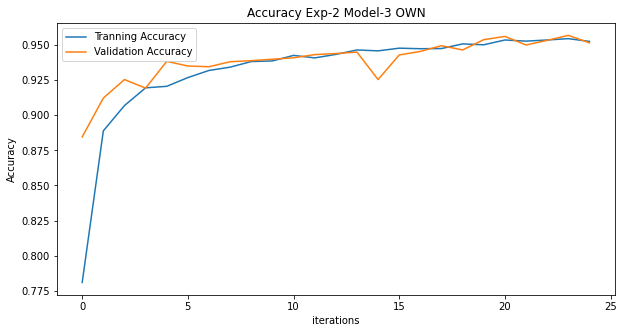 Accuracy Exp-2 Model-3 OWN
Tranning Accuracy
Validation Accuracy
Accuracy
0.950
0.925
0.900
0.875
0.850
0.825
0.800
0.775
0 5 10 15 20 25
iterations